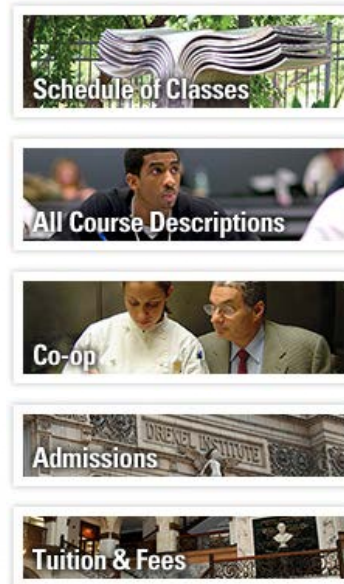 Schedule of Classes
All Course Descriptions
Co-op
DREXEL INSTITUTE
Admissions
Tuition & Fees